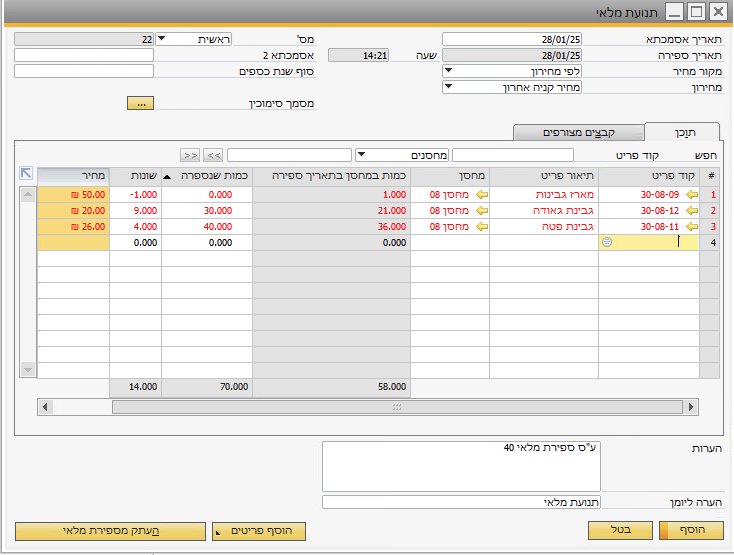 תנועת מלאי
תאריך אסמכתא 28/01/25 מס' ראשית 22
תאריך ספירה 28/01/25 שעה 14:21 אסמכתא 2
מקור מחיר לפי מחירון סוף שנת כספים
מחירון מחיר קניה אחרון
מסמך סימוכין ...
תוכן קבצים מצורפים
חפש קוד פריט מחסנים << >>
# קוד פריט תיאור פריט מחסן כמות במחסן בתאריך ספירה כמות שנספרה שונות מחיר
1 30-08-09 מארז גבינות מחסן 08 1.000 0.000 -1.000 50.00 ₪
2 30-08-12 גבינת גאודה מחסן 08 21.000 30.000 9.000 20.00 ₪
3 30-08-11 גבינת פטה מחסן 08 36.000 40.000 4.000 26.00 ₪
4 0.000 0.000 0.000
58.000 70.000 14.000
הערות ע"ס ספירת מלאי 40
הערה ליומן תנועת מלאי
הוסף בטל הוסף פריטים העתק מספירת מלאי